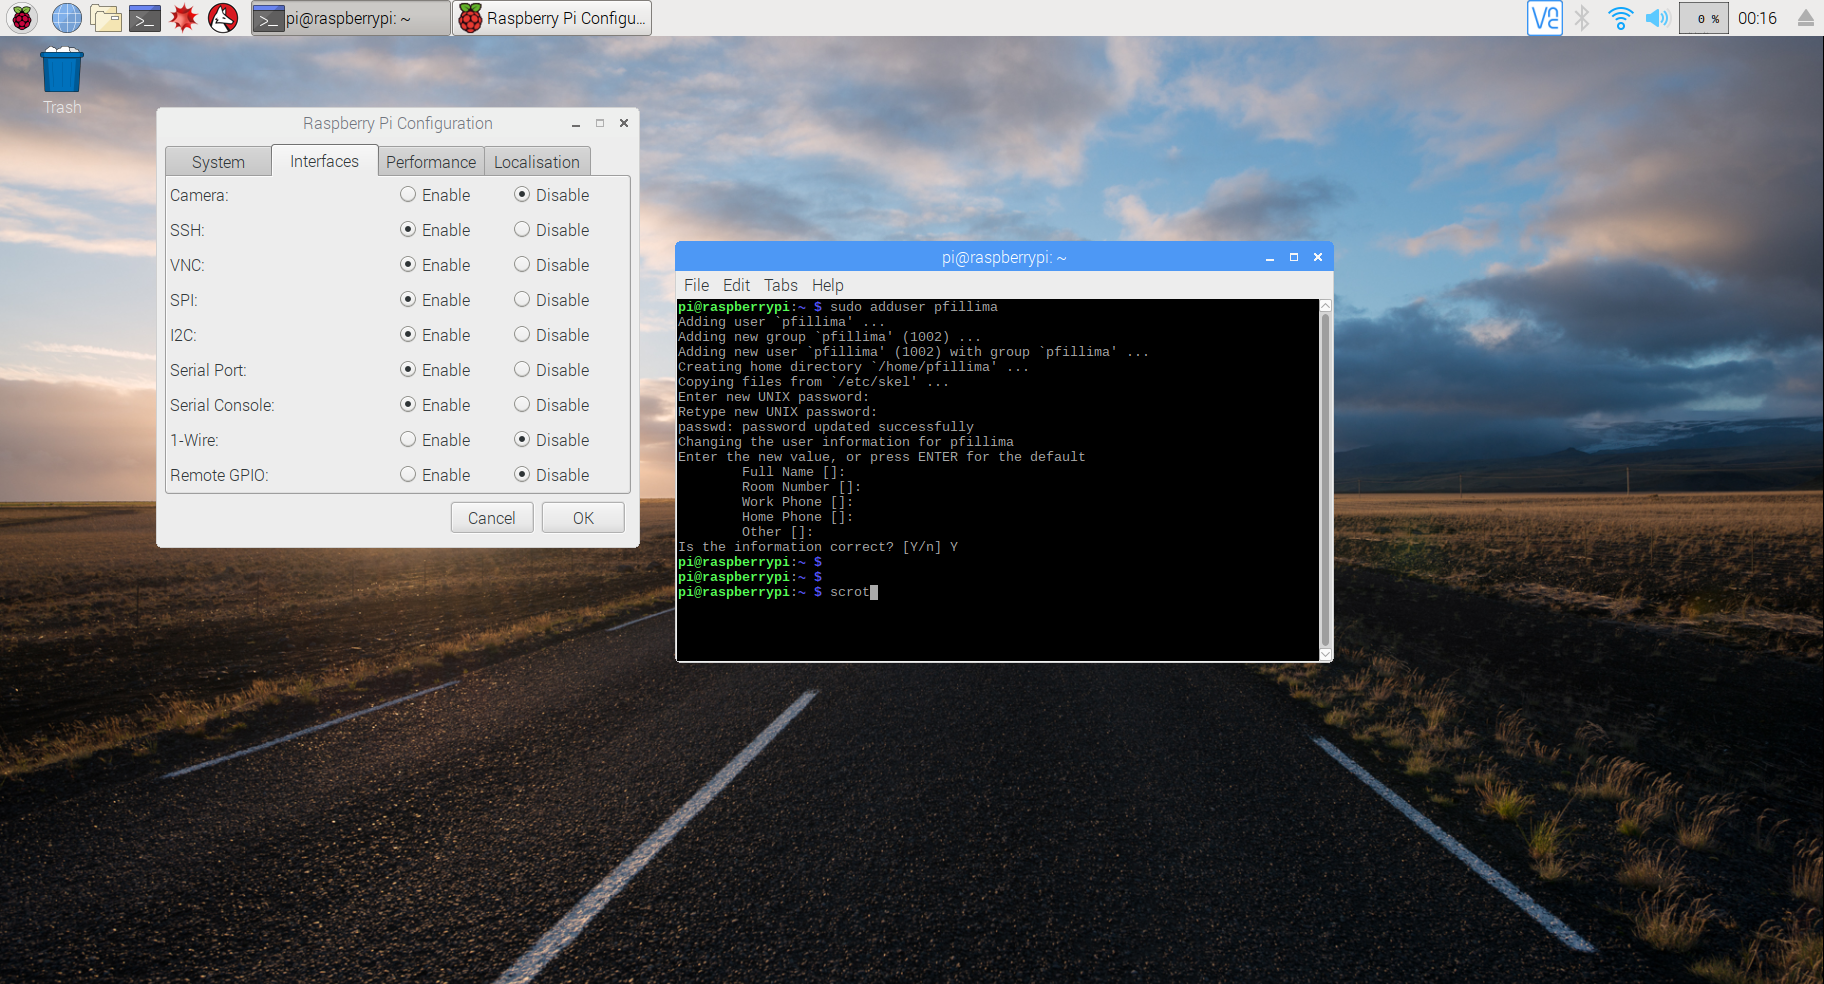 pi@raspberrypi: ~
Raspberry Pi Configu...
0 %
00:16
Trash
Raspberry Pi Configuration
System Interfaces Performance Localisation
Camera: Enable Disable
SSH: Enable Disable
VNC: Enable Disable
SPI: Enable Disable
I2C: Enable Disable
Serial Port: Enable Disable
Serial Console: Enable Disable
1-Wire: Enable Disable
Remote GPIO: Enable Disable
Cancel OK
pi@raspberrypi: ~
File Edit Tabs Help
pi@raspberrypi:~ $ sudo adduser pfillima
Adding user `pfillima' ...
Adding new group `pfillima' (1002) ...
Adding new user `pfillima' (1002) with group `pfillima' ...
Creating home directory `/home/pfillima' ...
Copying files from `/etc/skel' ...
Enter new UNIX password:
Retype new UNIX password:
passwd: password updated successfully
Changing the user information for pfillima
Enter the new value, or press ENTER for the default
Full Name []:
Room Number []:
Work Phone []:
Home Phone []:
Other []:
Is the information correct? [Y/n] Y
pi@raspberrypi:~ $
pi@raspberrypi:~ $
pi@raspberrypi:~ $ scrot